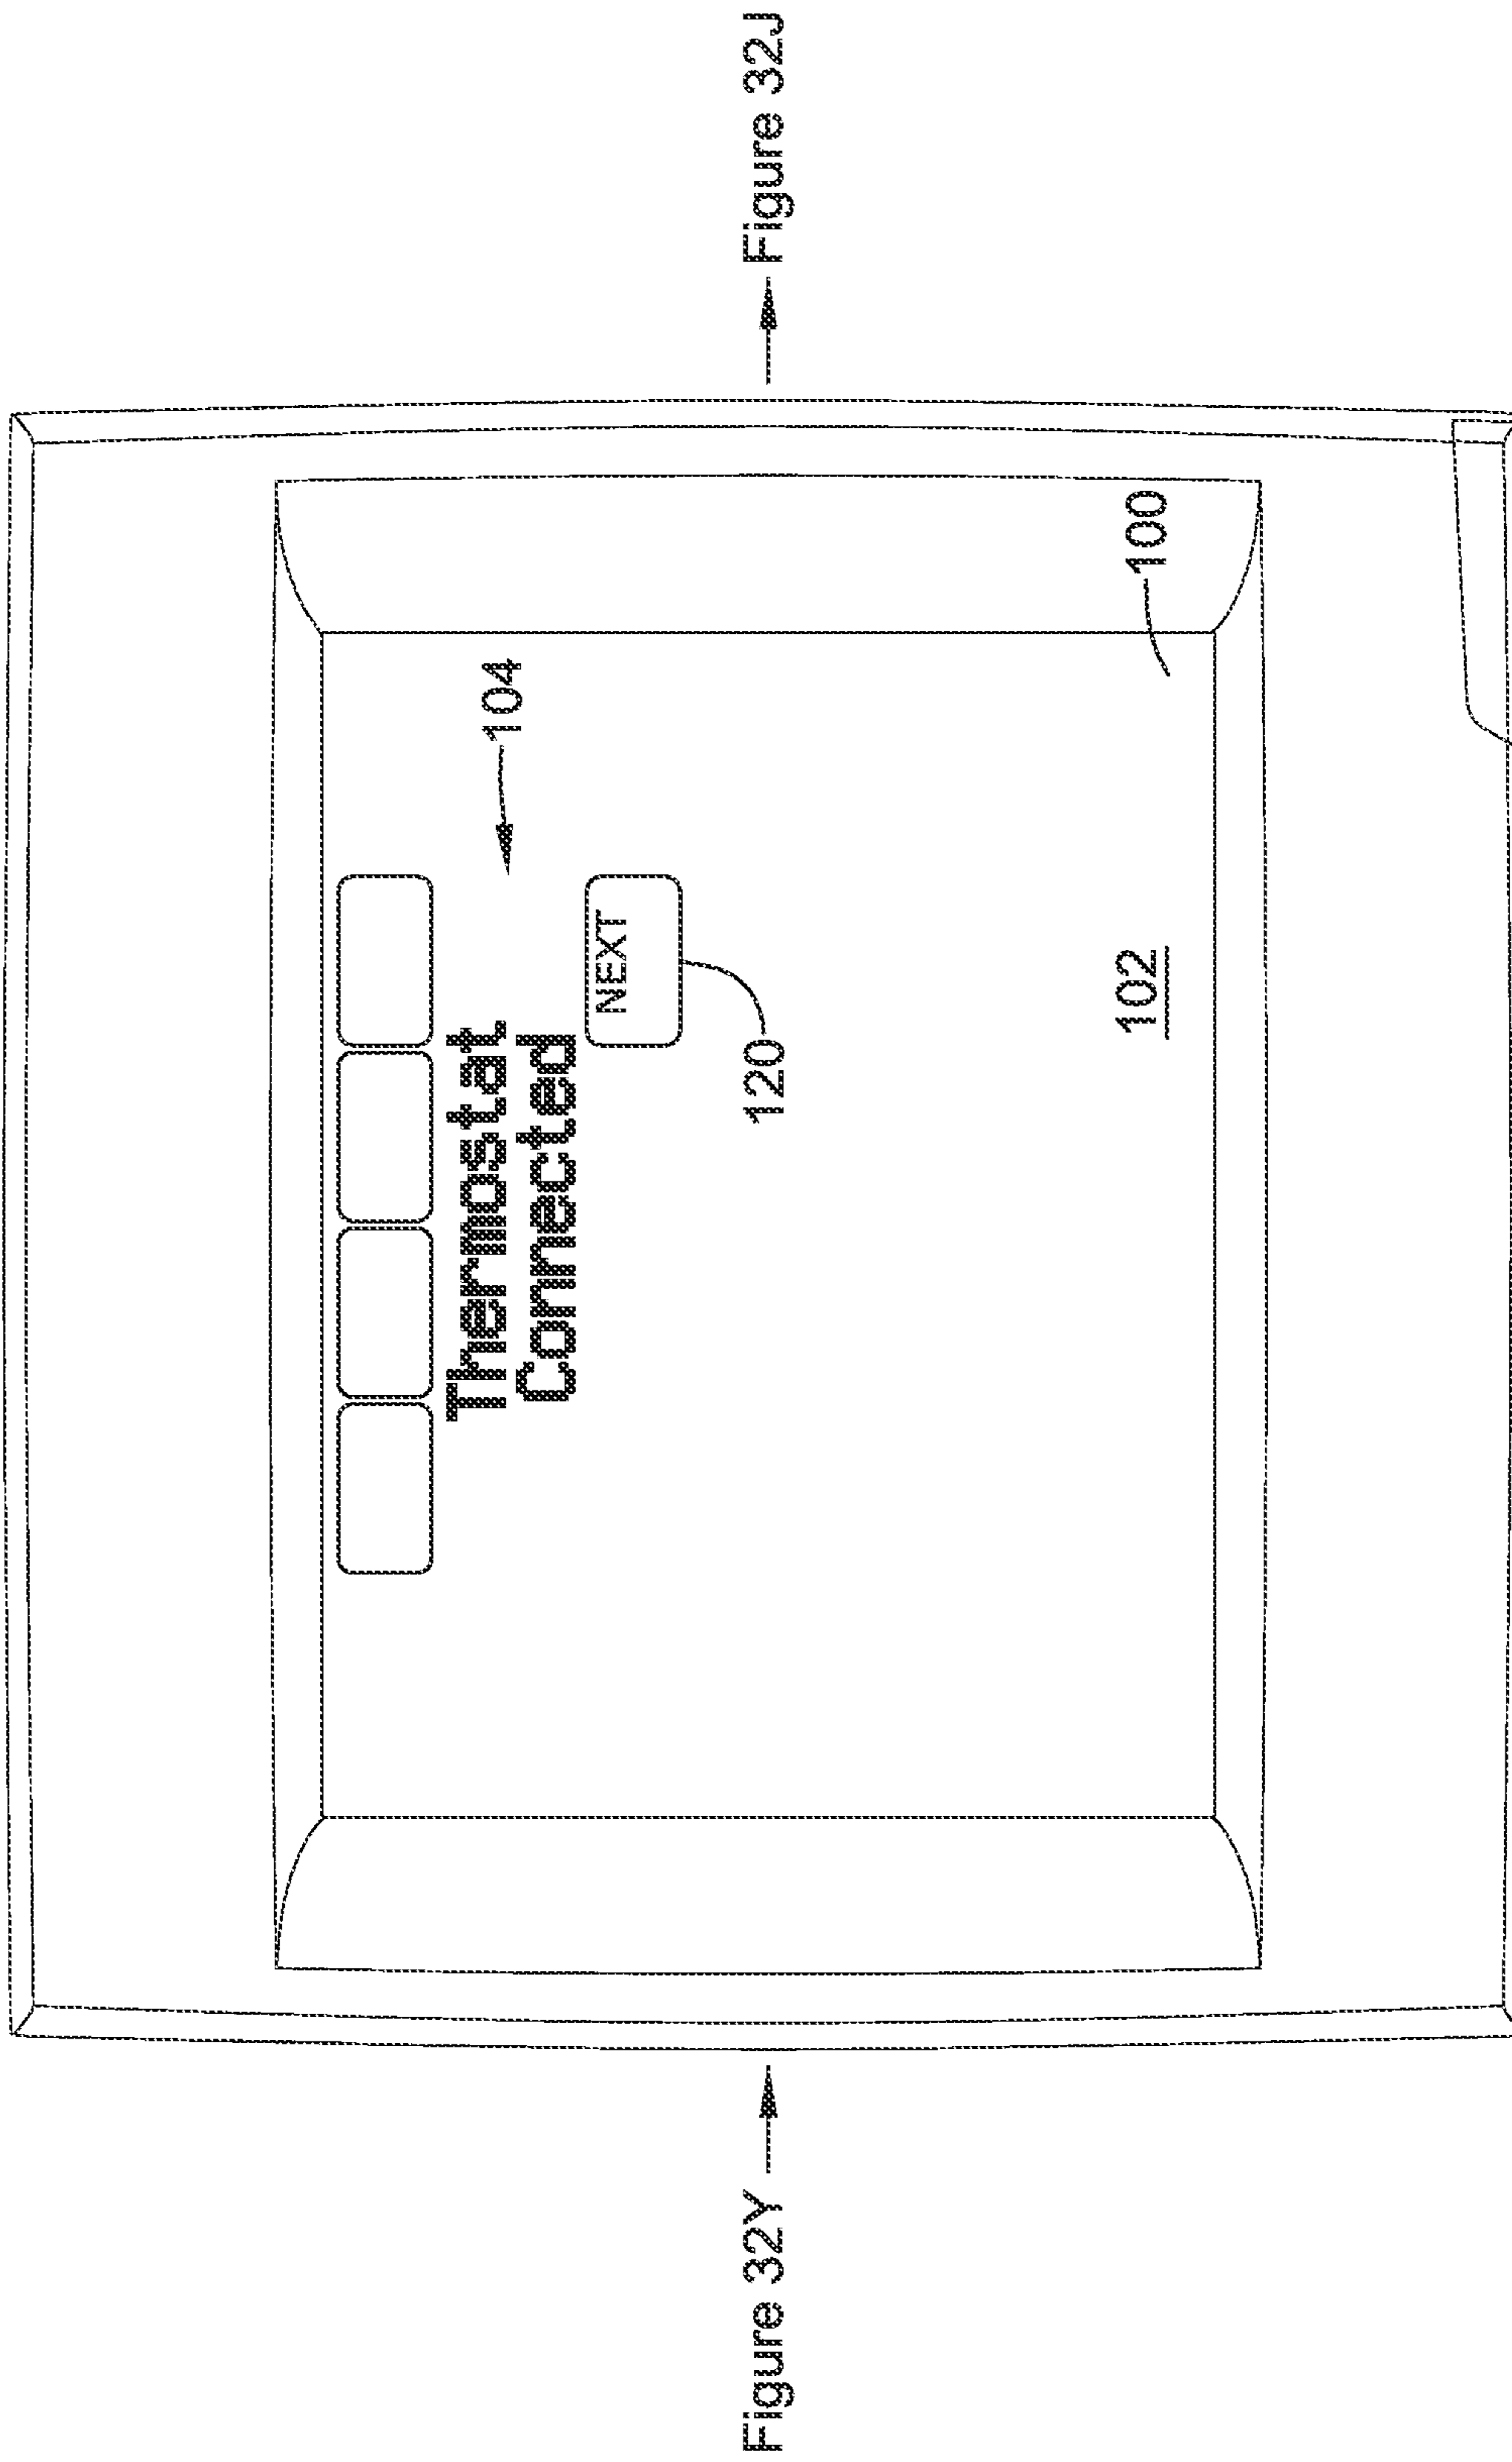 Thermostat
Connected
104
NEXT
120
Figure 32Y
Figure 32J
102
100